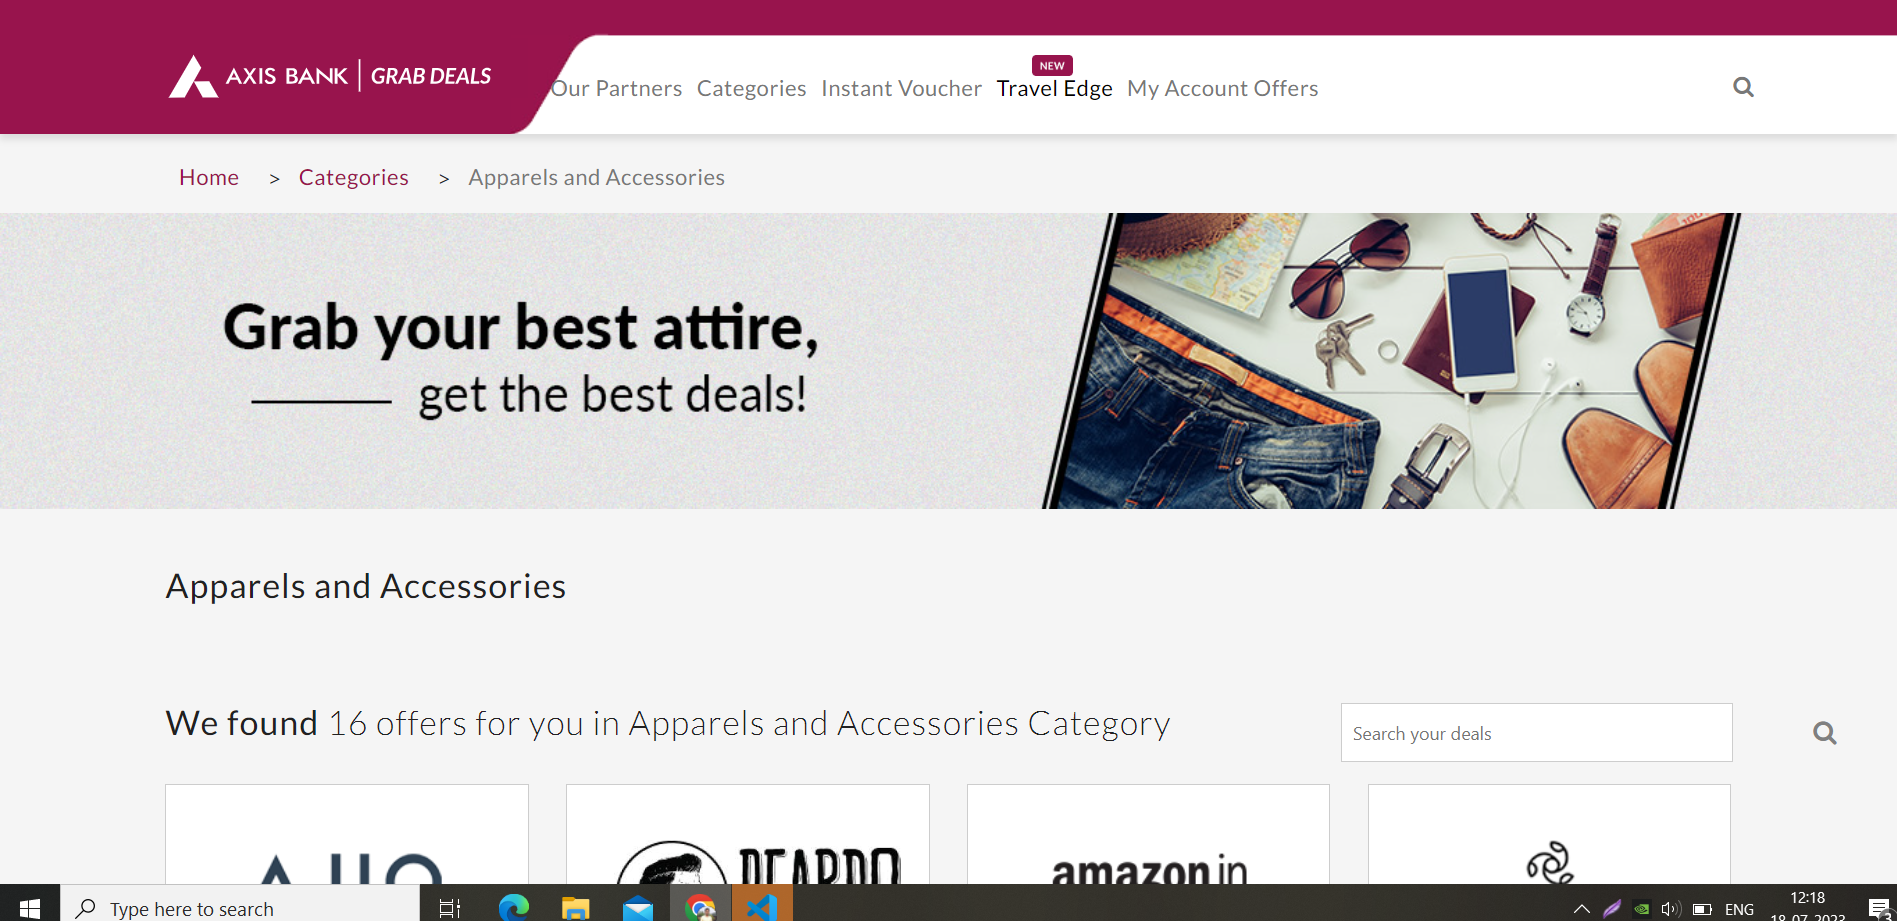 AXIS BANK | GRAB DEALS
Our Partners Categories Instant Voucher Travel Edge My Account Offers
NEW
Home > Categories > Apparels and Accessories
Grab your best attire,
get the best deals!
Apparels and Accessories
We found 16 offers for you in Apparels and Accessories Category
Search your deals
BEARDO
amazon.in
Type here to search
ENG
12:18
18-07-2023
3